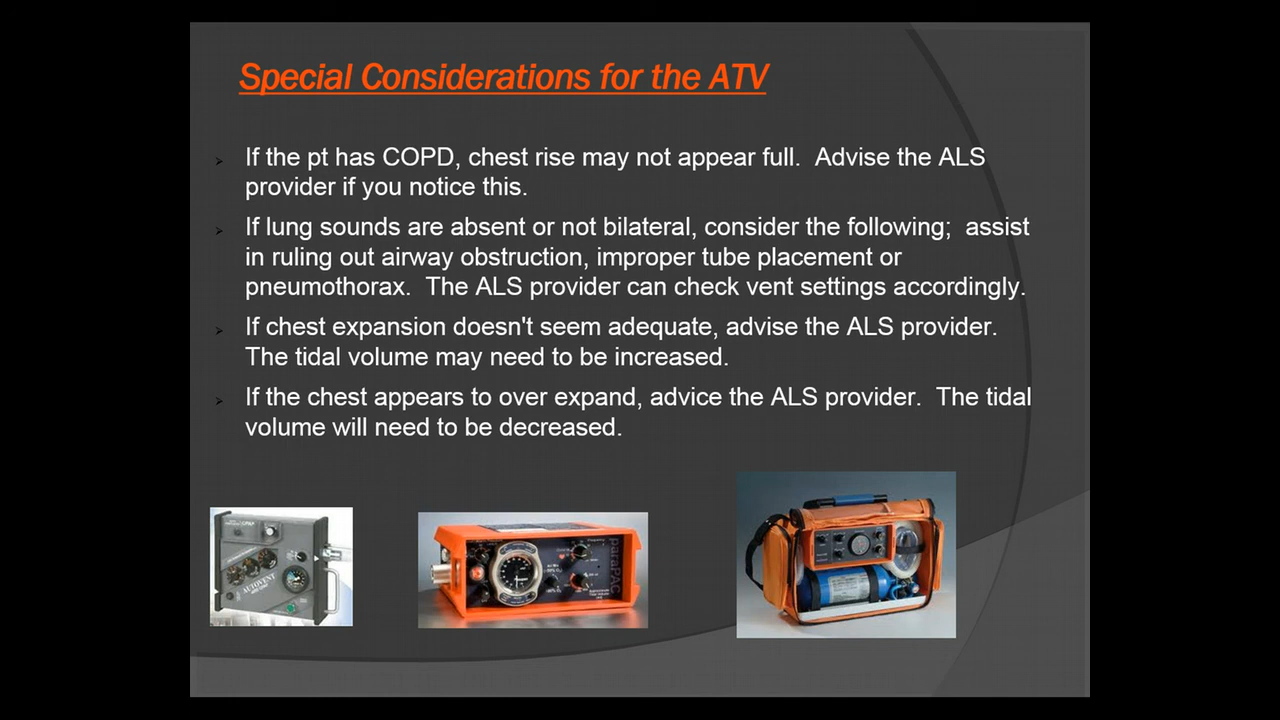 Special Considerations for the ATV
If the pt has COPD, chest rise may not appear full. Advise the ALS
provider if you notice this.
If lung sounds are absent or not bilateral, consider the following; assist
in ruling out airway obstruction, improper tube placement or
pneumothorax. The ALS provider can check vent settings accordingly.
If chest expansion doesn't seem adequate, advise the ALS provider.
The tidal volume may need to be increased.
If the chest appears to over expand, advice the ALS provider. The tidal
volume will need to be decreased.
AUTOVENT
paraPAC